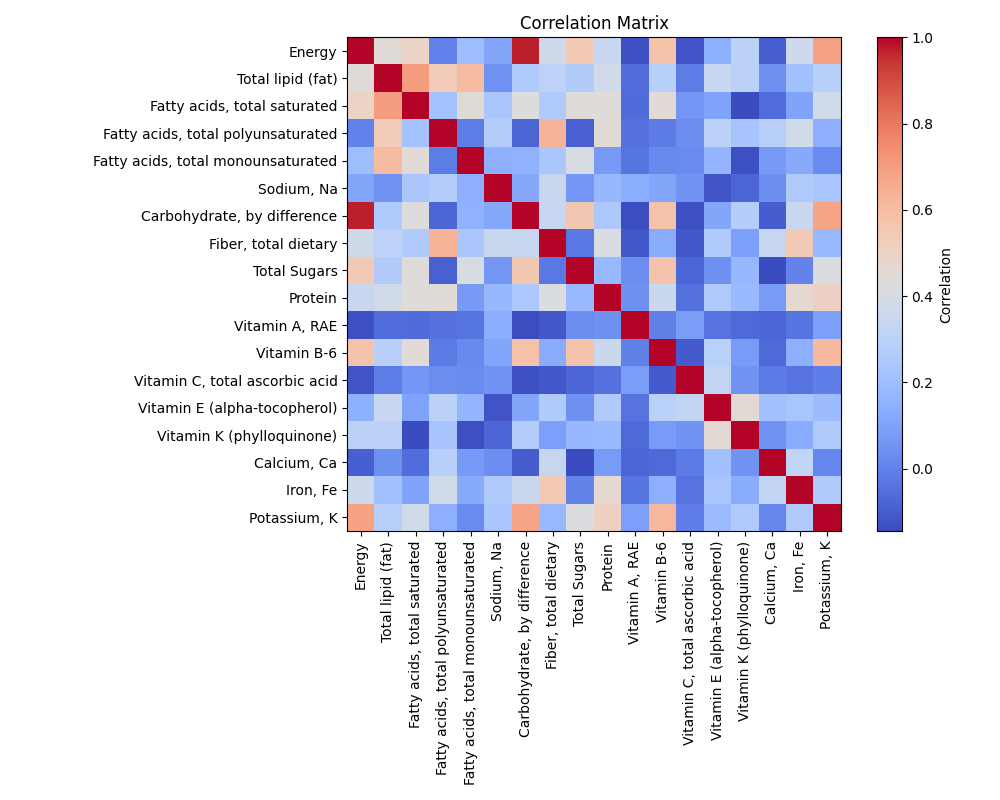 Correlation Matrix
Energy
Total lipid (fat)
Fatty acids, total saturated
Fatty acids, total polyunsaturated
Fatty acids, total monounsaturated
Sodium, Na
Carbohydrate, by difference
Fiber, total dietary
Total Sugars
Protein
Vitamin A, RAE
Vitamin B-6
Vitamin C, total ascorbic acid
Vitamin E (alpha-tocopherol)
Vitamin K (phylloquinone)
Calcium, Ca
Iron, Fe
Potassium, K
Energy
Total lipid (fat)
Fatty acids, total saturated
Fatty acids, total polyunsaturated
Fatty acids, total monounsaturated
Sodium, Na
Carbohydrate, by difference
Fiber, total dietary
Total Sugars
Protein
Vitamin A, RAE
Vitamin B-6
Vitamin C, total ascorbic acid
Vitamin E (alpha-tocopherol)
Vitamin K (phylloquinone)
Calcium, Ca
Iron, Fe
Potassium, K
1.0
0.8
0.6
0.4
0.2
0.0
Correlation